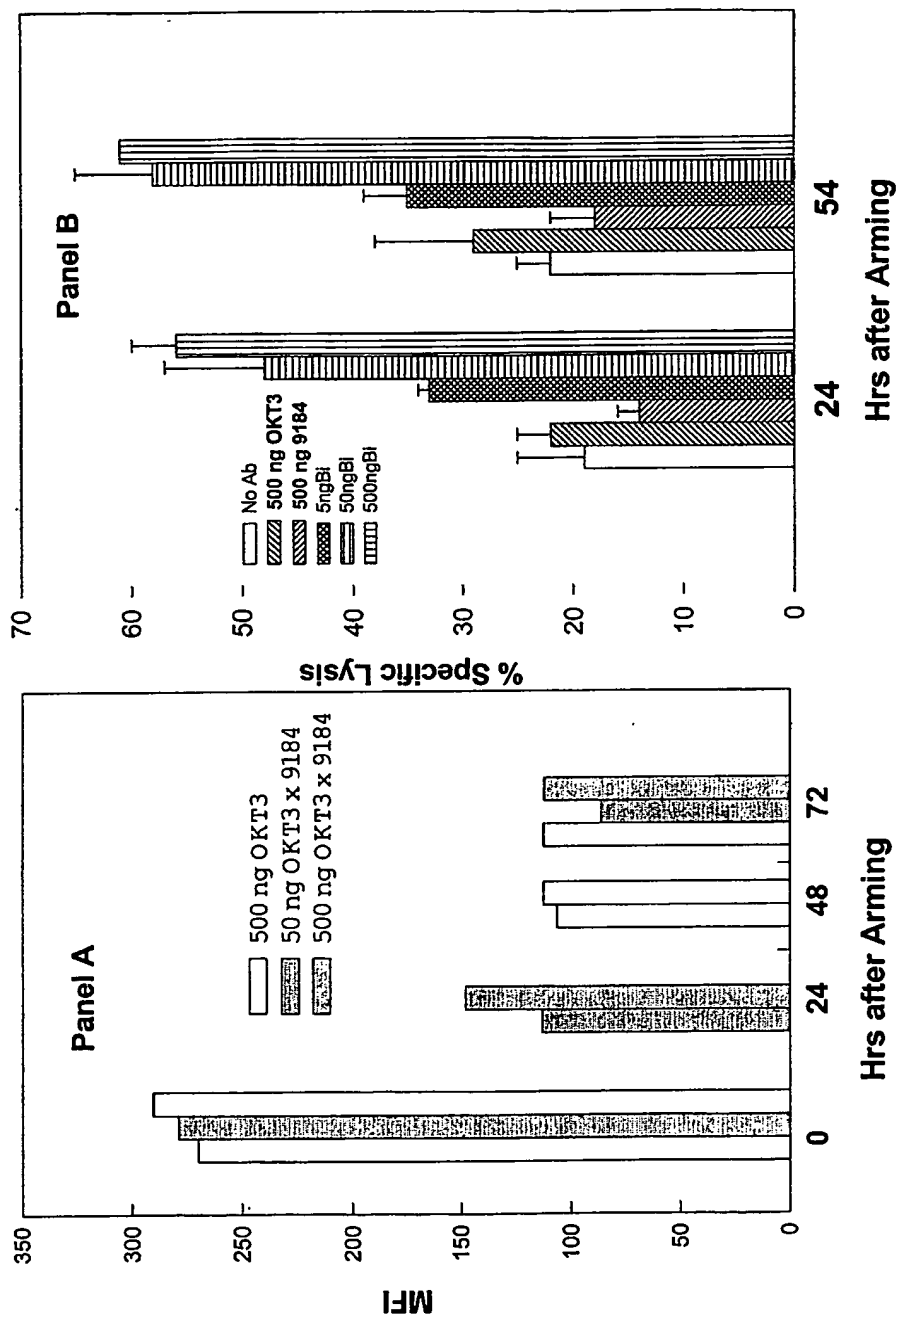 Panel A
350
300
250
200
150
100
50
0
MFI
500 ng OKT3
50 ng OKT3 x 9184
500 ng OKT3 x 9184
0 24 48 72
Hrs after Arming
Panel B
70
60
50
40
30
20
10
0
% Specific Lysis
No Ab
500 ng OKT3
500 ng 9184
5ngBi
50ngBi
500ngBi
24 54
Hrs after Arming